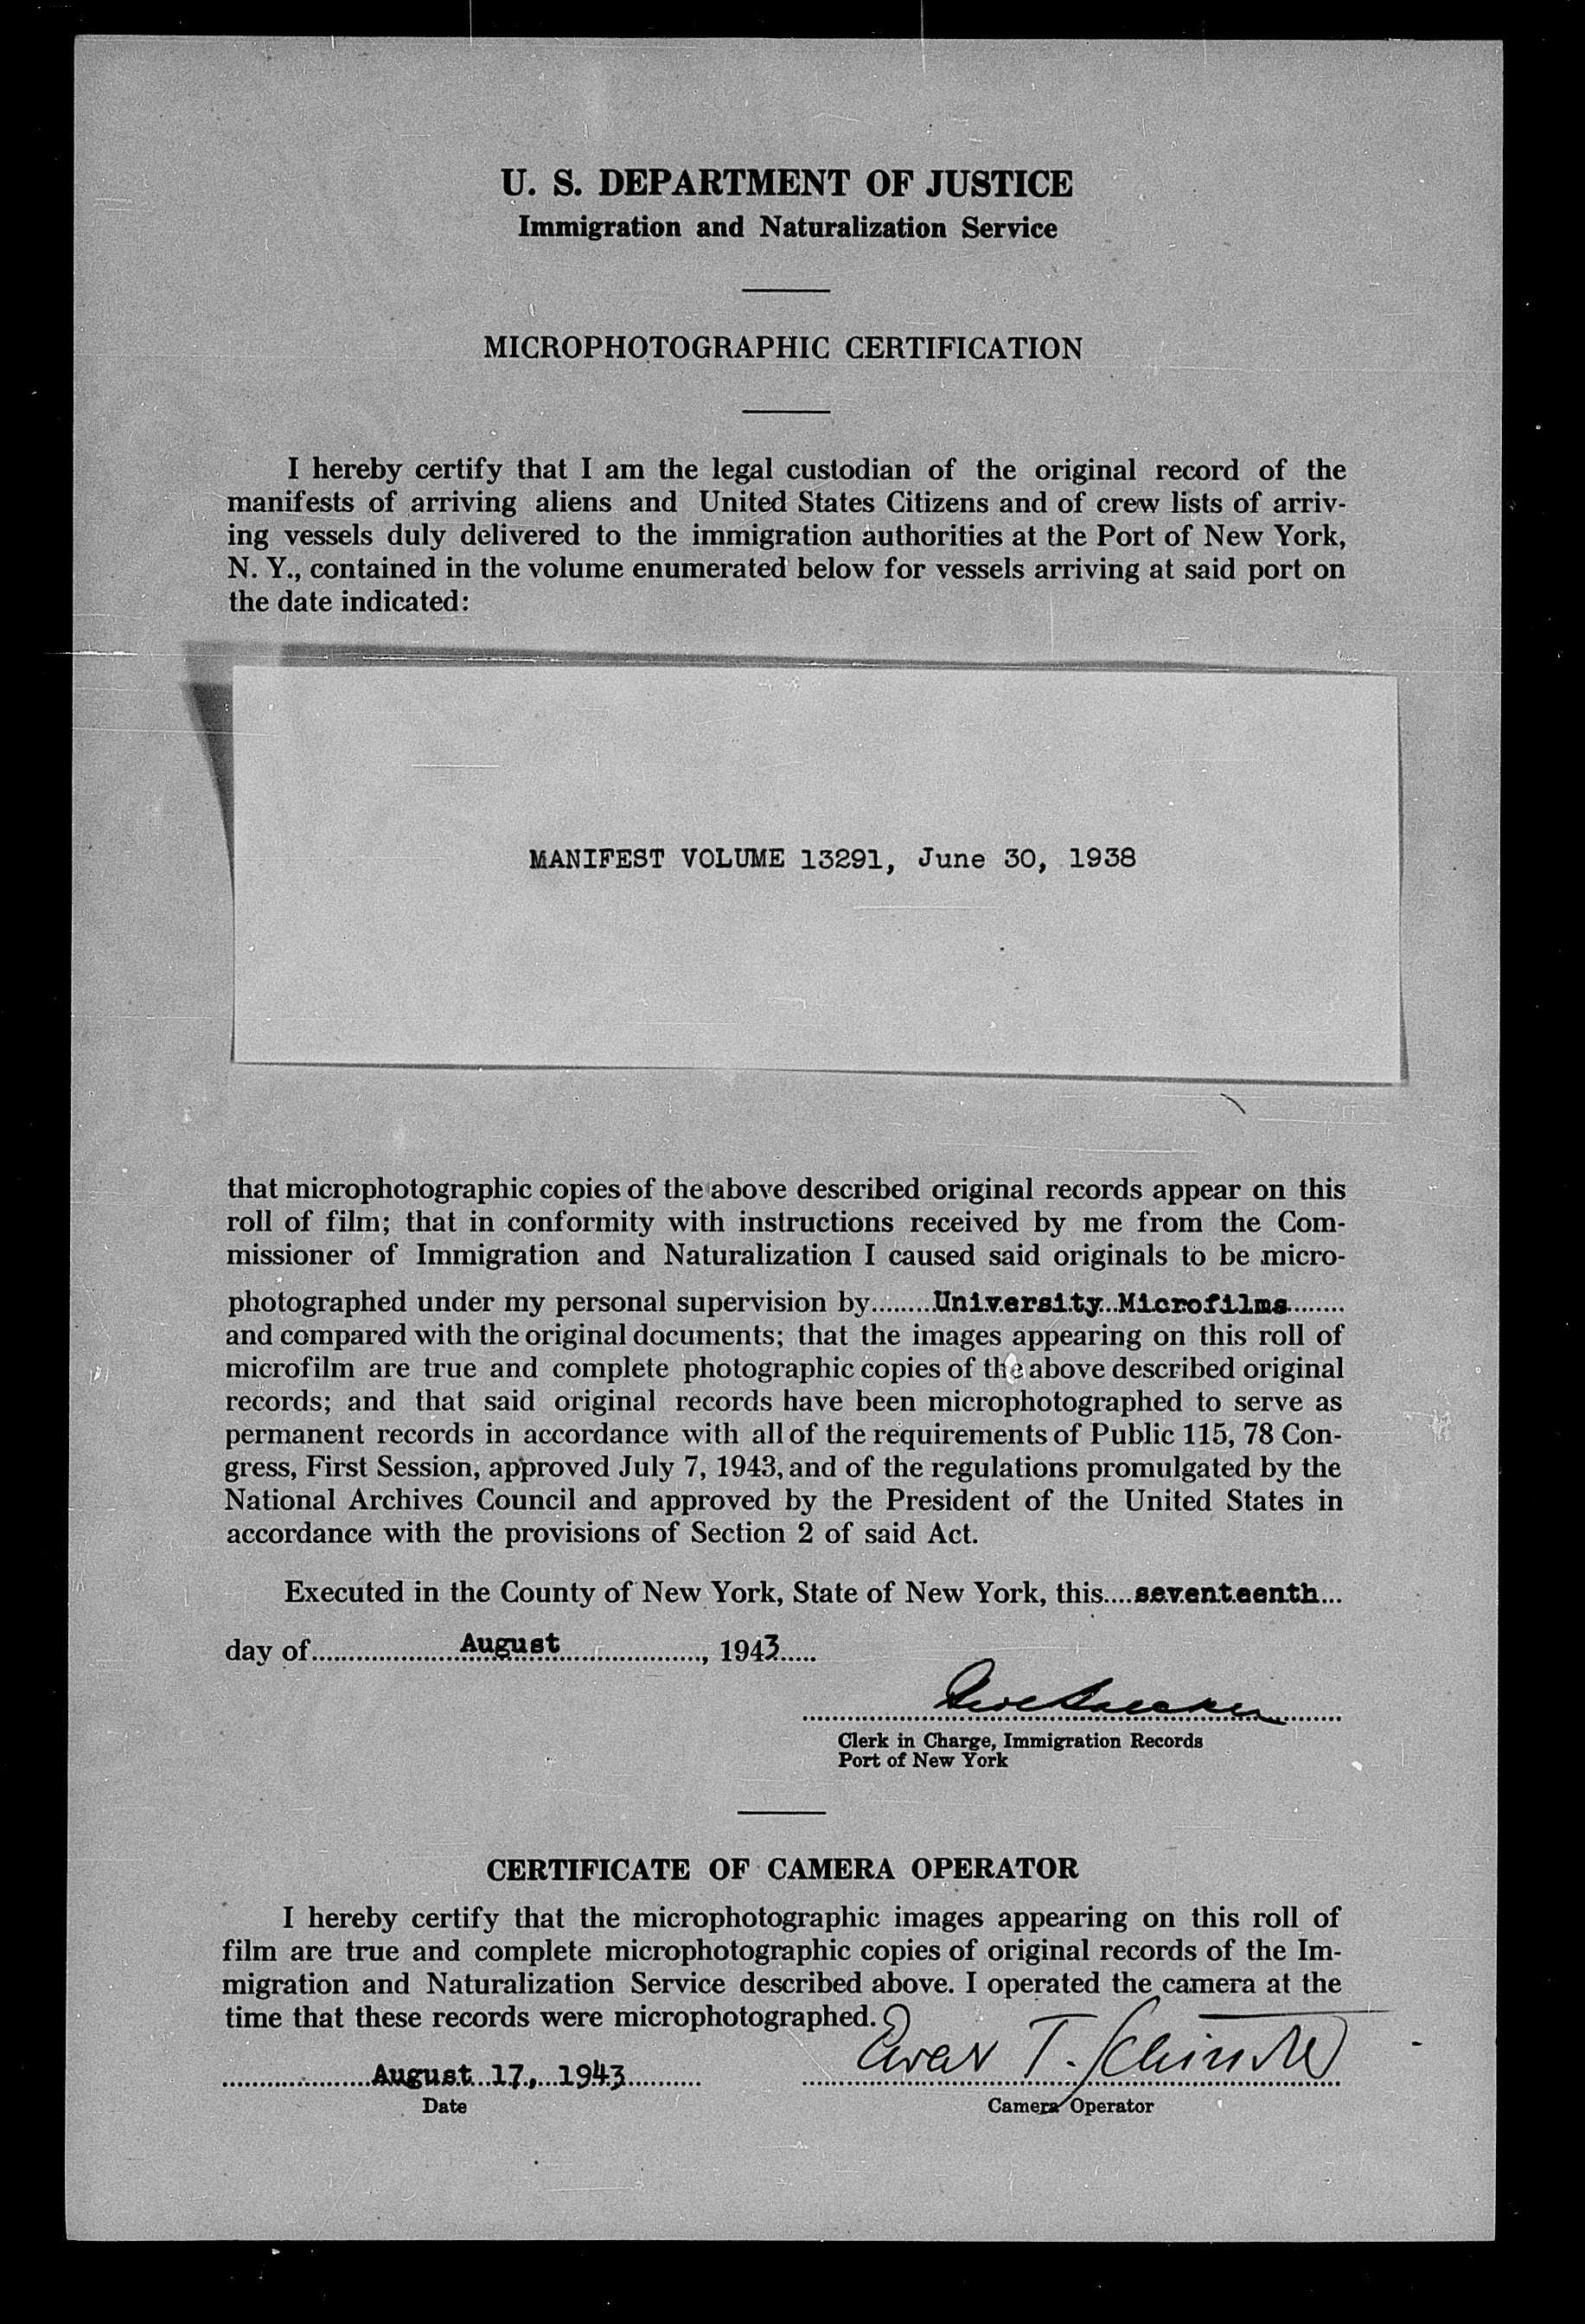 U. S. DEPARTMENT OF JUSTICE
Immigration and Naturalization Service
MICROPHOTOGRAPHIC CERTIFICATION
I hereby certify that I am the legal custodian of the original record of the
manifests of arriving aliens and United States Citizens and of crew lists of arriv-
ing vessels duly delivered to the immigration authorities at the Port of New York,
N. Y., contained in the volume enumerated below for vessels arriving at said port on
the date indicated:
MANIFEST VOLUME 13291, June 30, 1938
that microphotographic copies of the above described original records appear on this
roll of film; that in conformity with instructions received by me from the Com-
missioner of Immigration and Naturalization I caused said originals to be micro-
photographed under my personal supervision by........University Microfilms........
and compared with the original documents; that the images appearing on this roll of
microfilm are true and complete photographic copies of the above described original
records; and that said original records have been microphotographed to serve as
permanent records in accordance with all of the requirements of Public 115, 78 Con-
gress, First Session, approved July 7, 1943, and of the regulations promulgated by the
National Archives Council and approved by the President of the United States in
accordance with the provisions of Section 2 of said Act.
Executed in the County of New York, State of New York, this....seventeenth...
day of....................August...................., 1943.....
Clerk in Charge, Immigration Records
Port of New York
CERTIFICATE OF CAMERA OPERATOR
I hereby certify that the microphotographic images appearing on this roll of
film are true and complete microphotographic copies of original records of the Im-
migration and Naturalization Service described above. I operated the camera at the
time that these records were microphotographed.
T.
....................August 17, 1943..........
Date
Camera Operator